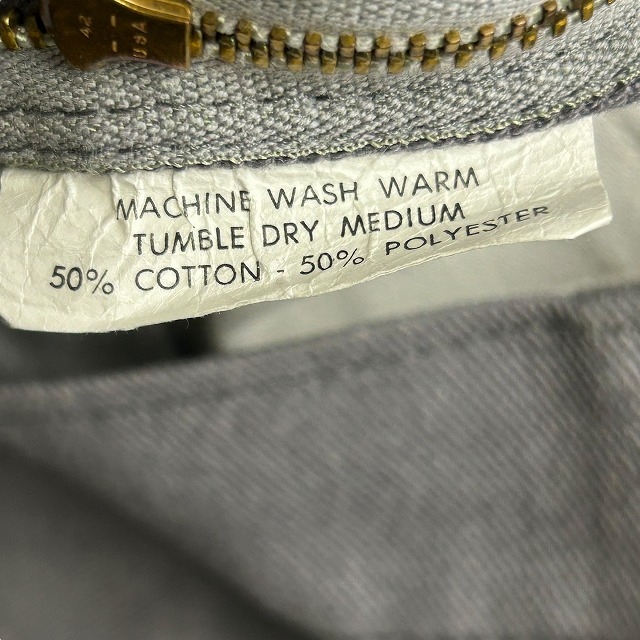 42
USA
MACHINE WASH WARM
TUMBLE DRY MEDIUM
50% COTTON - 50% POLYESTER